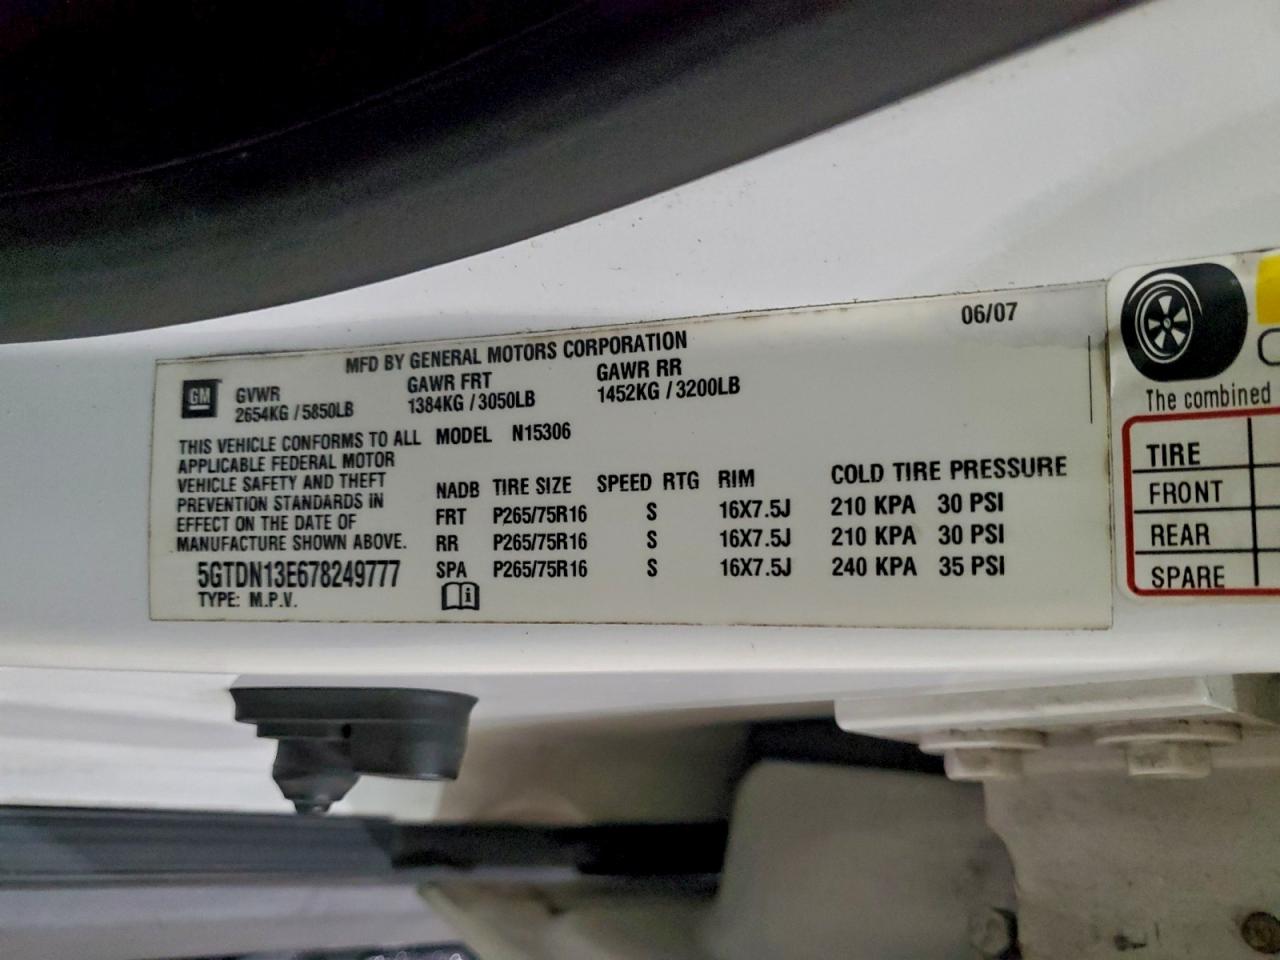 06/07
MFD BY GENERAL MOTORS CORPORATION
GM
GVWR GAWR FRT GAWR RR
2654KG / 5850LB 1384KG / 3050LB 1452KG / 3200LB
THIS VEHICLE CONFORMS TO ALL MODEL N15306
APPLICABLE FEDERAL MOTOR
VEHICLE SAFETY AND THEFT
PREVENTION STANDARDS IN
EFFECT ON THE DATE OF
MANUFACTURE SHOWN ABOVE.
NADB TIRE SIZE SPEED RTG RIM COLD TIRE PRESSURE
FRT P265/75R16 S 16X7.5J 210 KPA 30 PSI
RR P265/75R16 S 16X7.5J 210 KPA 30 PSI
SPA P265/75R16 S 16X7.5J 240 KPA 35 PSI
5GTDN13E678249777
TYPE: M.P.V.
The combined
TIRE
FRONT
REAR
SPARE